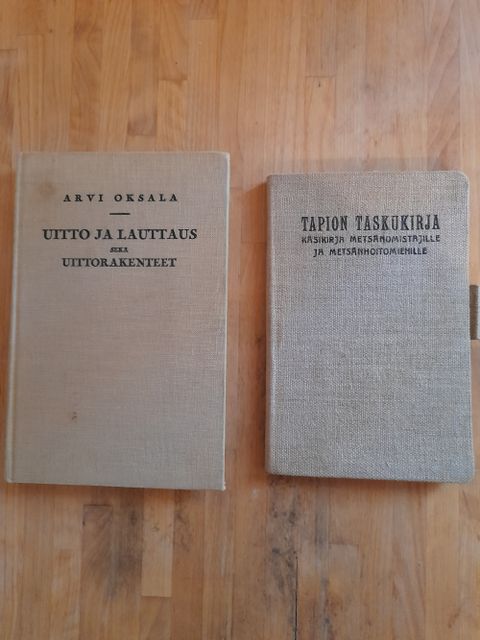 ARVI OKSALA
UITTO JA LAUTTAUS
SEKÄ
UITTORAKENTEET
TAPION TASKUKIRJA
KÄSIKIRJA METSÄNOMISTAJILLE
JA METSÄNHOITOMIEHILLE